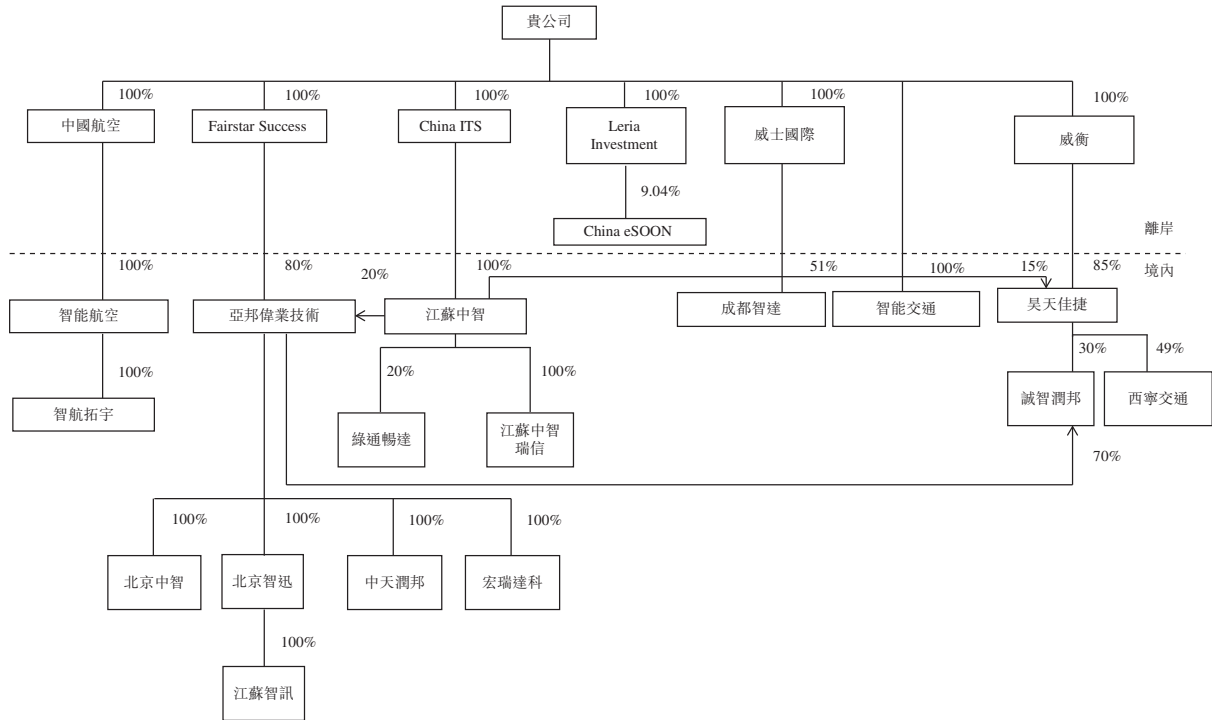 貴公司
100%
100%
100%
100%
100%
100%
中國航空
Fairstar Success
China ITS
Leria
Investment
威士國際
威衡
9.04%
China eSOON
離岸
境內
100%
80%
20%
100%
51%
100%
15%
85%
智能航空
亞邦偉業技術
江蘇中智
成都智達
智能交通
昊天佳捷
100%
20%
100%
30%
49%
智航拓宇
綠通暢達
江蘇中智
瑞信
誠智潤邦
西寧交通
70%
100%
100%
100%
100%
北京中智
北京智迅
中天潤邦
宏瑞達科
100%
江蘇智訊